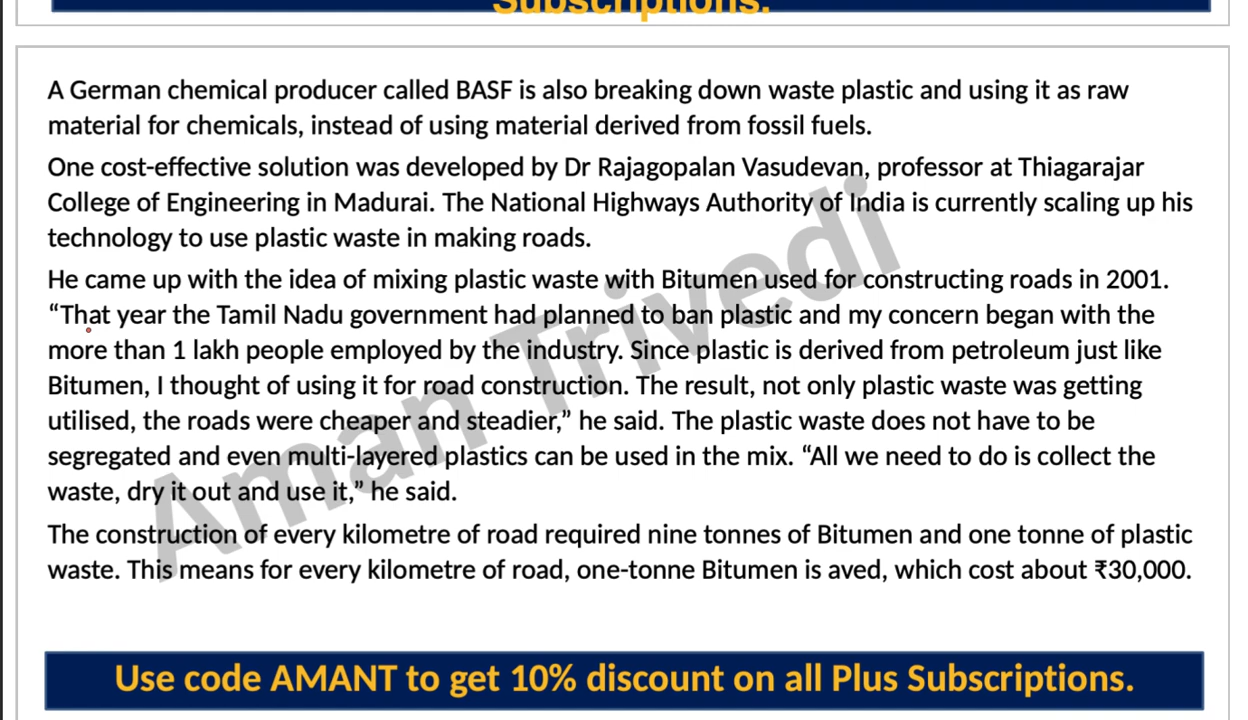 Subscriptions.
A German chemical producer called BASF is also breaking down waste plastic and using it as raw
material for chemicals, instead of using material derived from fossil fuels.
One cost-effective solution was developed by Dr Rajagopalan Vasudevan, professor at Thiagarajar
College of Engineering in Madurai. The National Highways Authority of India is currently scaling up his
technology to use plastic waste in making roads.
He came up with the idea of mixing plastic waste with Bitumen used for constructing roads in 2001.
“That year the Tamil Nadu government had planned to ban plastic and my concern began with the
more than 1 lakh people employed by the industry. Since plastic is derived from petroleum just like
Bitumen, I thought of using it for road construction. The result, not only plastic waste was getting
utilised, the roads were cheaper and steadier,” he said. The plastic waste does not have to be
segregated and even multi-layered plastics can be used in the mix. “All we need to do is collect the
waste, dry it out and use it,” he said.
The construction of every kilometre of road required nine tonnes of Bitumen and one tonne of plastic
waste. This means for every kilometre of road, one-tonne Bitumen is aved, which cost about ₹30,000.
Aman Trivedi
Use code AMANT to get 10% discount on all Plus Subscriptions.